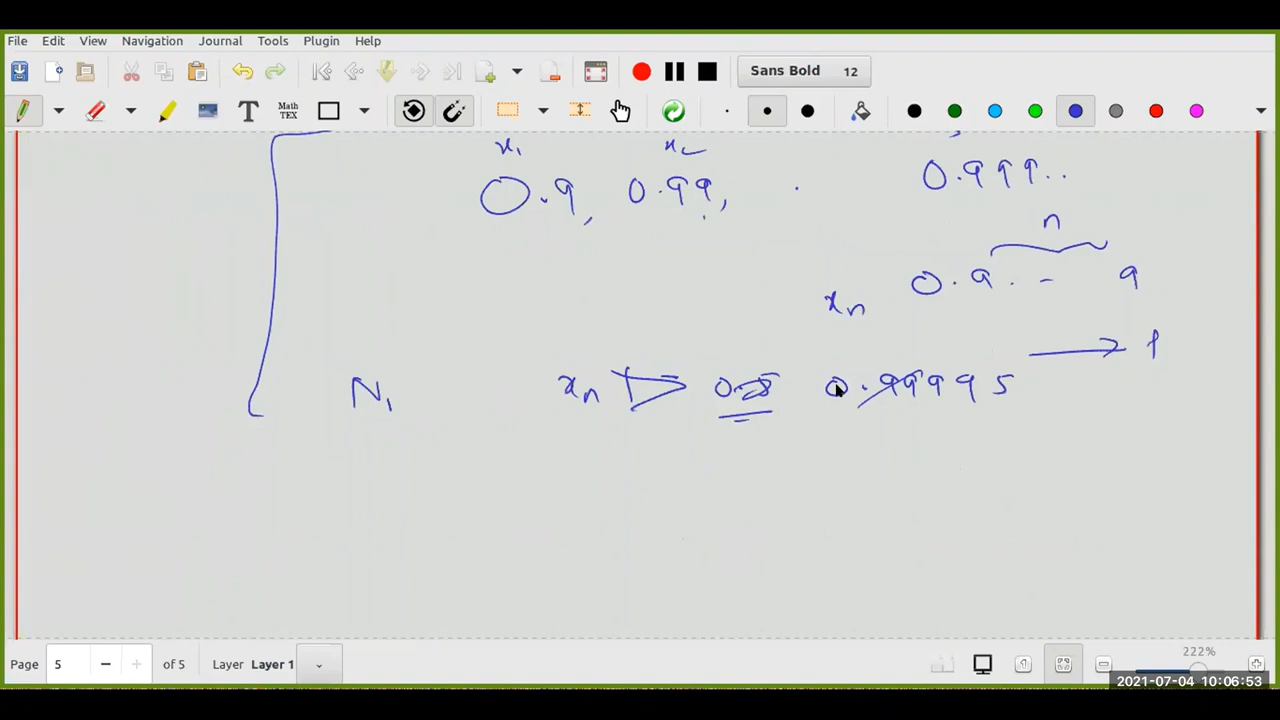 File Edit View Navigation Journal Tools Plugin Help
Sans Bold 12
T Math TEX
x₁ x₂
0.9, 0.99, . 0.999..
n
xₙ 0.9. - 9
→ 1
N₁ xₙ 0.99995
Page 5 of 5 Layer Layer 1 222%
2021-07-04 10:06:53